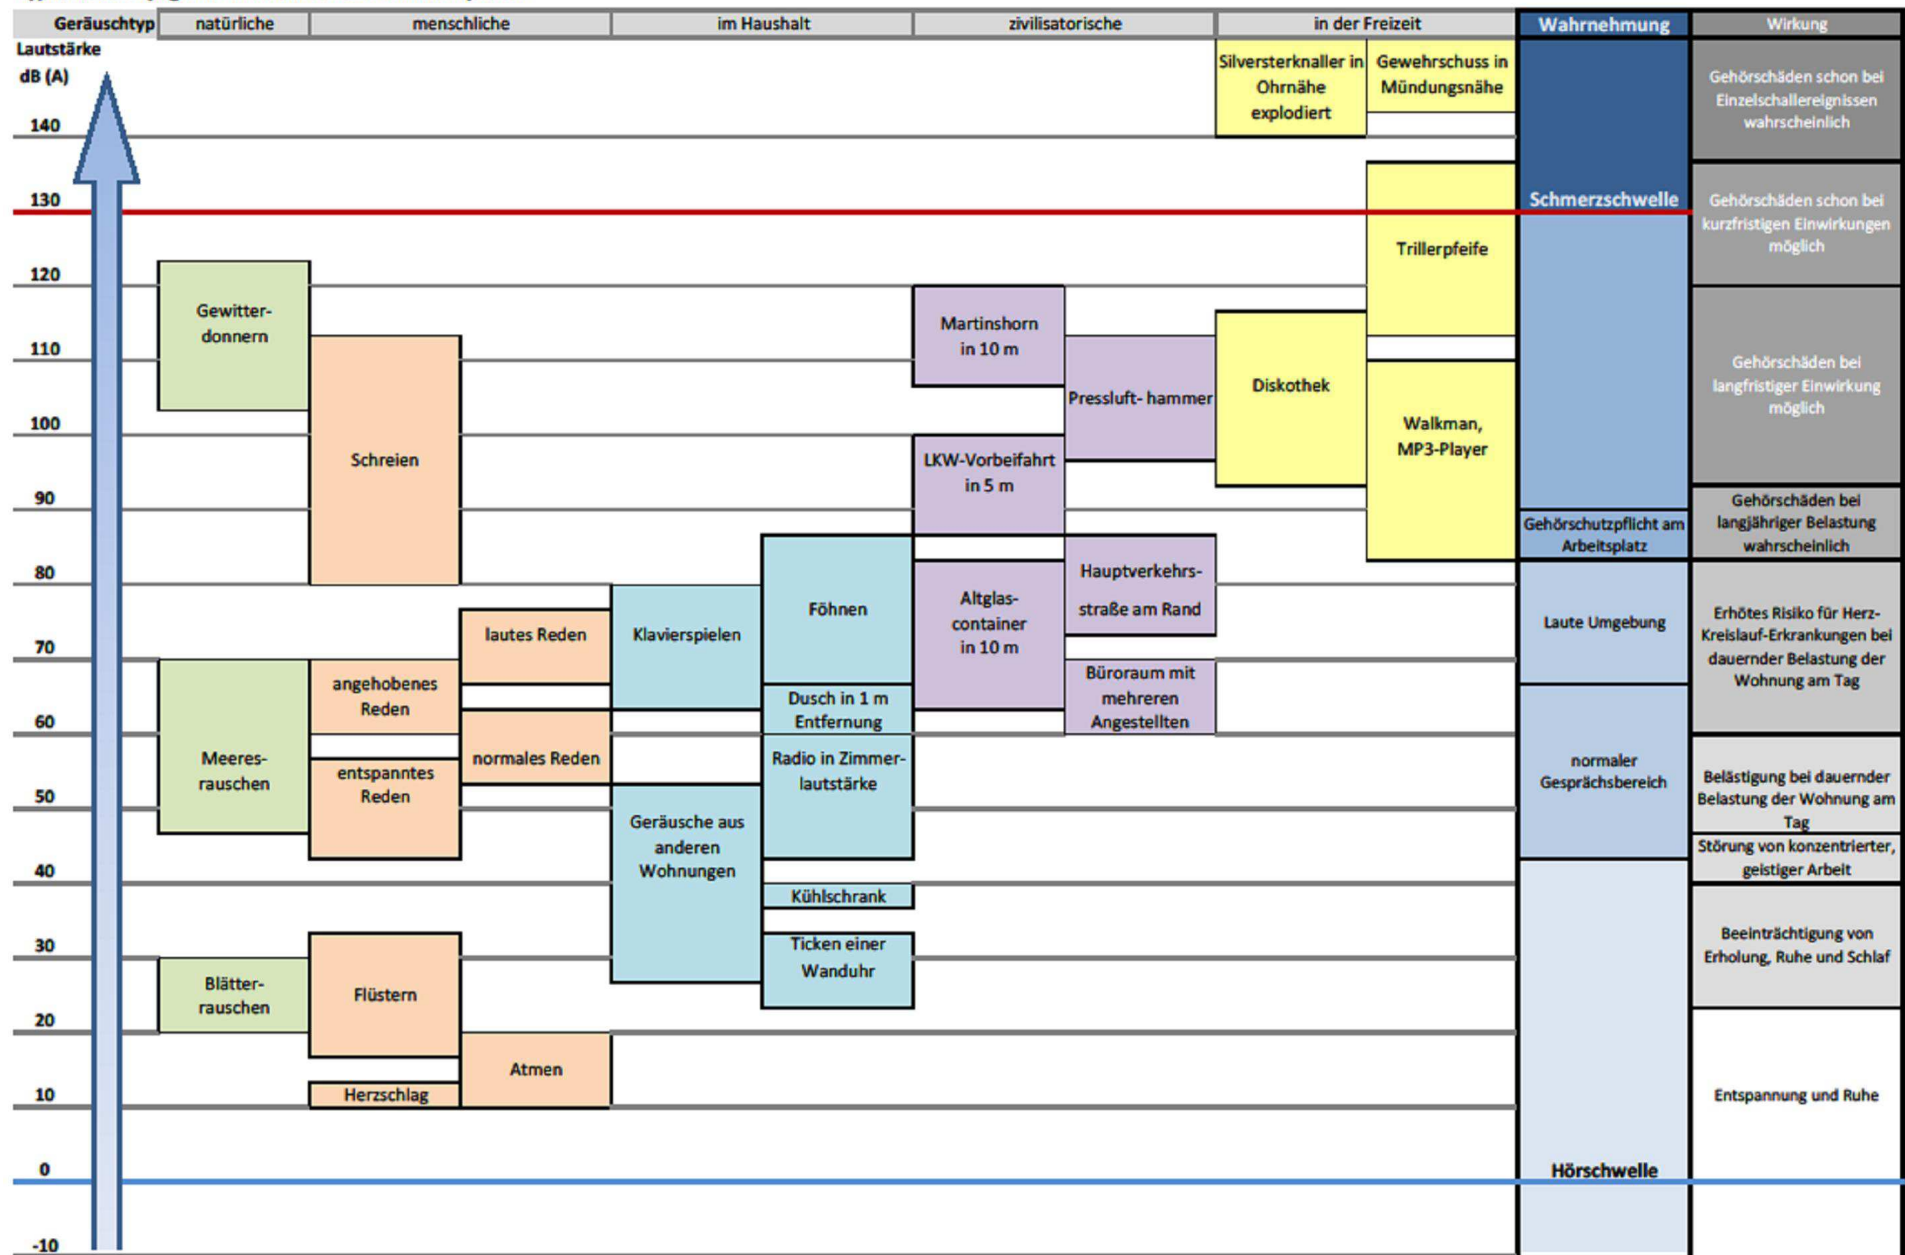 Geräuschtyp natürliche menschliche im Haushalt zivilisatorische in der Freizeit Wahrnehmung Wirkung
Lautstärke
dB (A)
140
130
120
110
100
90
80
70
60
50
40
30
20
10
0
-10
Gewitter-
donnern
Meeres-
rauschen
Blätter-
rauschen
Schreien
angehobenes
Reden
entspanntes
Reden
Flüstern
Herzschlag
lautes Reden
normales Reden
Atmen
Klavierspielen
Geräusche aus
anderen
Wohnungen
Föhnen
Dusch in 1 m
Entfernung
Radio in Zimmer-
lautstärke
Kühlschrank
Ticken einer
Wanduhr
Martinshorn
in 10 m
LKW-Vorbeifahrt
in 5 m
Altglas-
container
in 10 m
Pressluft- hammer
Hauptverkehrs-
straße am Rand
Büroraum mit
mehreren
Angestellten
Silversterknaller in
Ohrnähe
explodiert
Diskothek
Gewehrschuss in
Mündungsnähe
Trillerpfeife
Walkman,
MP3-Player
Schmerzschwelle
Gehörschutzpflicht am
Arbeitsplatz
Laute Umgebung
normaler
Gesprächsbereich
Hörschwelle
Gehörschäden schon bei
Einzelschallereignissen
wahrscheinlich
Gehörschäden schon bei
kurzfristigen Einwirkungen
möglich
Gehörschäden bei
langfristiger Einwirkung
möglich
Gehörschäden bei
langjähriger Belastung
wahrscheinlich
Erhötes Risiko für Herz-
Kreislauf-Erkrankungen bei
dauernder Belastung der
Wohnung am Tag
Belästigung bei dauernder
Belastung der Wohnung am
Tag
Störung von konzentrierter,
geistiger Arbeit
Beeinträchtigung von
Erholung, Ruhe und Schlaf
Entspannung und Ruhe